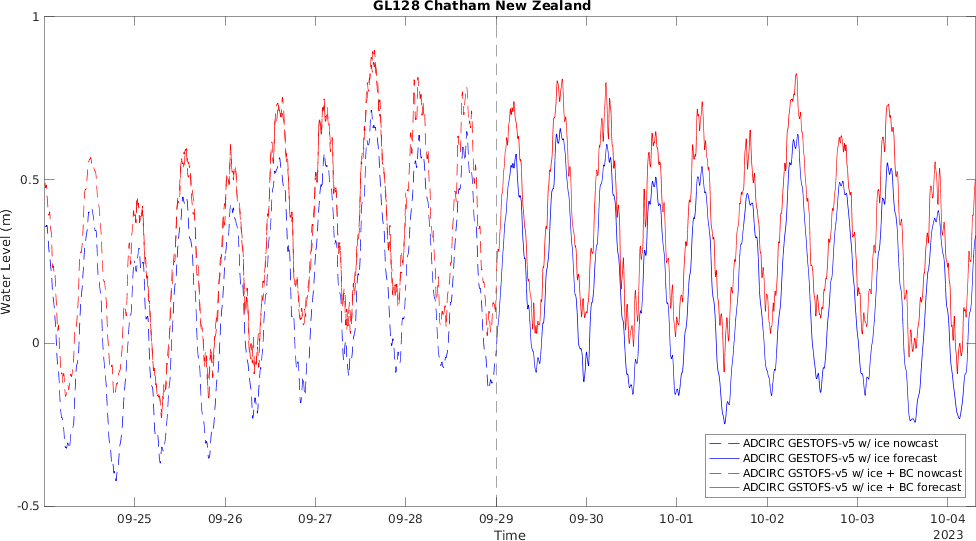 GL128 Chatham New Zealand
1
0.5
0
-0.5
Water Level (m)
ADCIRC GESTOFS-v5 w/ ice nowcast
ADCIRC GESTOFS-v5 w/ ice forecast
ADCIRC GSTOFS-v5 w/ ice + BC nowcast
ADCIRC GSTOFS-v5 w/ ice + BC forecast
09-25 09-26 09-27 09-28 09-29 09-30 10-01 10-02 10-03 10-04
Time
2023